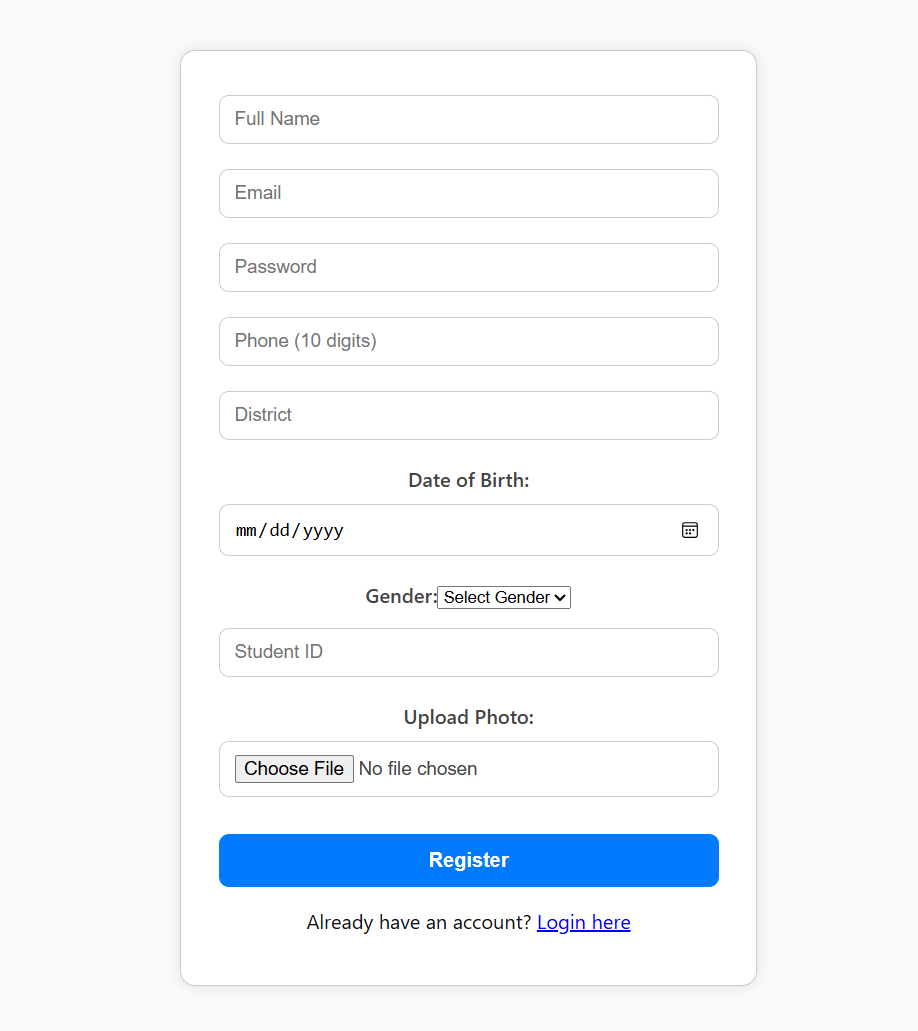 Full Name
Email
Password
Phone (10 digits)
District
Date of Birth:
mm/dd/yyyy
Gender: Select Gender
Student ID
Upload Photo:
Choose File No file chosen
Register
Already have an account? Login here